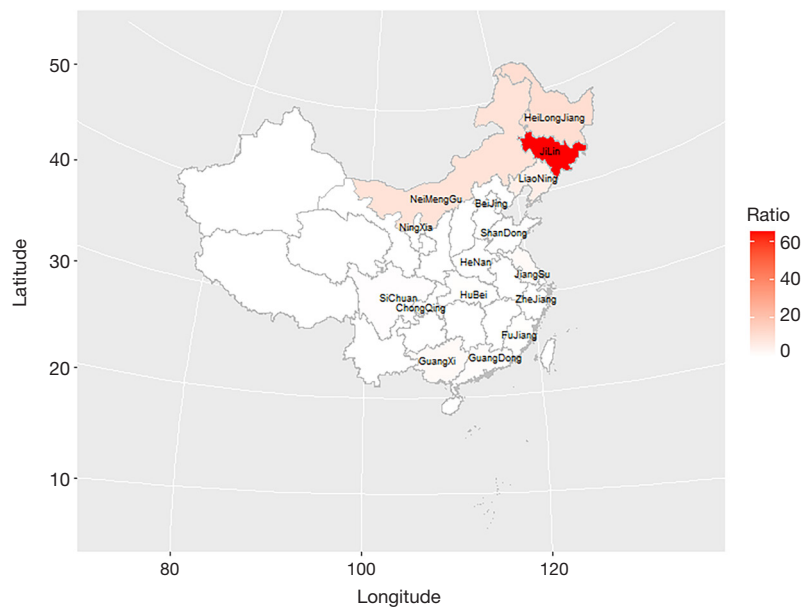 50
40
30
20
10
Latitude
80
100
120
Longitude
HeiLongJiang
JiLin
LiaoNing
NeiMengGu
BeiJing
NingXia
ShanDong
HeNan
JiangSu
SiChuan
HuBei
ZheJiang
ChongQing
FuJiang
GuangXi
GuangDong
Ratio
60
40
20
0